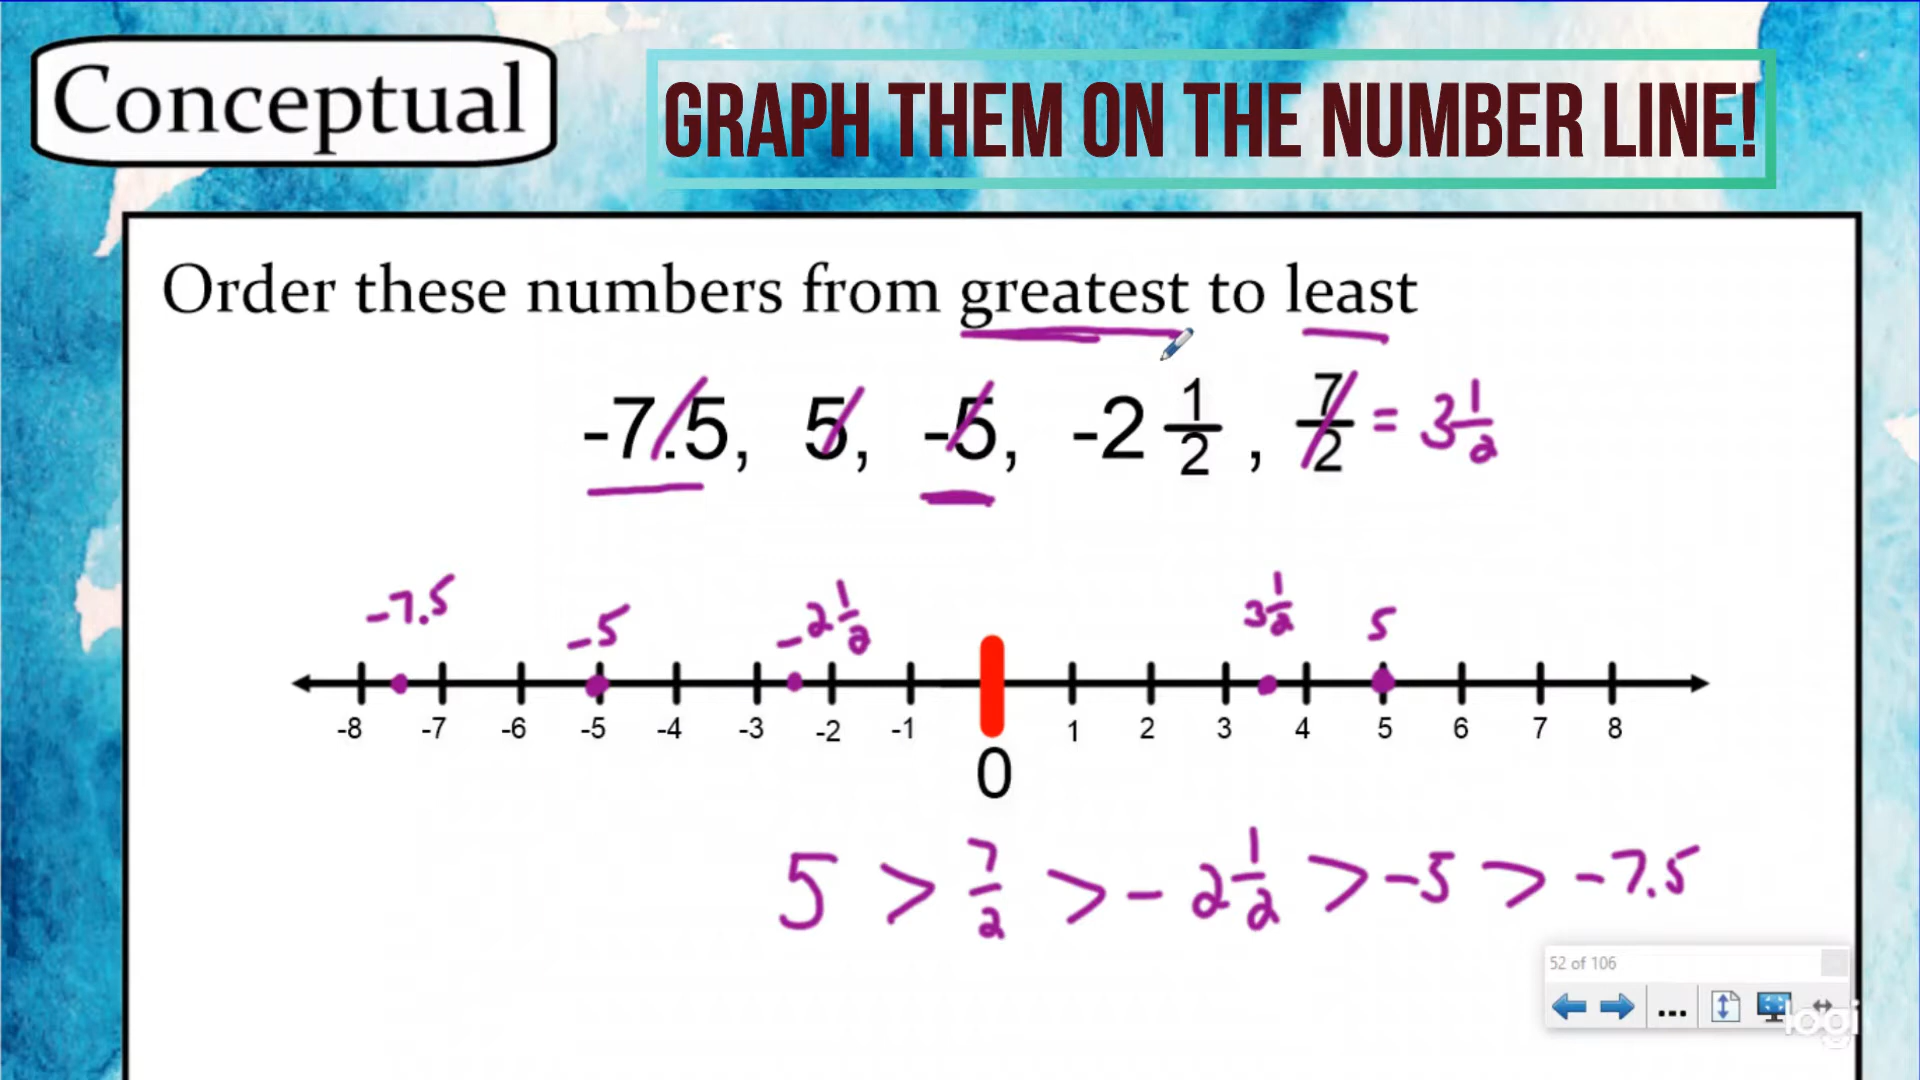 Conceptual
GRAPH THEM ON THE NUMBER LINE!
Order these numbers from greatest to least
-7.5, 5, -5, -2 1/2, 7/2 = 3 1/2
-7.5 -5 -2 1/2 3 1/2 5
-8 -7 -6 -5 -4 -3 -2 -1 1 2 3 4 5 6 7 8
0
5 > 7/2 > -2 1/2 > -5 > -7.5
52 of 106
logi